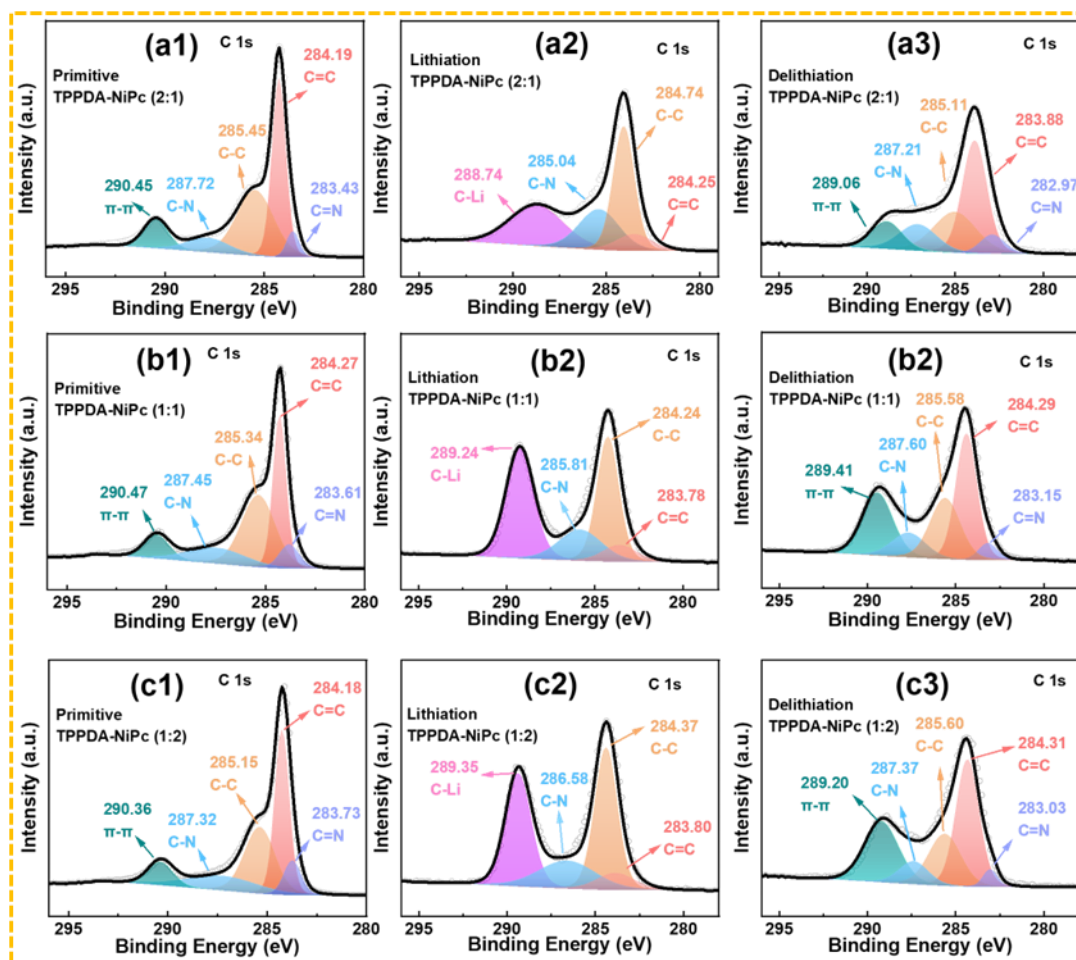 (a1)
C 1s
Primitive
TPPDA-NiPc (2:1)
284.19
C=C
285.45
C-C
290.45
π-π
287.72
C-N
283.43
C=N
Intensity (a.u.)
295 290 285 280
Binding Energy (eV)
(a2)
C 1s
Lithiation
TPPDA-NiPc (2:1)
284.74
C-C
288.74
C-Li
285.04
C-N
284.25
C=C
Intensity (a.u.)
295 290 285 280
Binding Energy (eV)
(a3)
C 1s
Delithiation
TPPDA-NiPc (2:1)
285.11
C-C
283.88
C=C
287.21
C-N
289.06
π-π
282.97
C=N
Intensity (a.u.)
295 290 285 280
Binding Energy (eV)
(b1)
C 1s
Primitive
TPPDA-NiPc (1:1)
284.27
C=C
285.34
C-C
287.45
C-N
290.47
π-π
283.61
C=N
Intensity (a.u.)
295 290 285 280
Binding Energy (eV)
(b2)
C 1s
Lithiation
TPPDA-NiPc (1:1)
284.24
C-C
289.24
C-Li
285.81
C-N
283.78
C=C
Intensity (a.u.)
295 290 285 280
Binding Energy (eV)
(b2)
C 1s
Delithiation
TPPDA-NiPc (1:1)
285.58
C-C
284.29
C=C
287.60
C-N
289.41
π-π
283.15
C=N
Intensity (a.u.)
295 290 285 280
Binding Energy (eV)
(c1)
C 1s
Primitive
TPPDA-NiPc (1:2)
284.18
C=C
285.15
C-C
290.36
π-π
287.32
C-N
283.73
C=N
Intensity (a.u.)
295 290 285 280
Binding Energy (eV)
(c2)
C 1s
Lithiation
TPPDA-NiPc (1:2)
284.37
C-C
289.35
C-Li
286.58
C-N
283.80
C=C
Intensity (a.u.)
295 290 285 280
Binding Energy (eV)
(c3)
C 1s
Delithiation
TPPDA-NiPc (1:2)
285.60
C-C
284.31
C=C
287.37
C-N
289.20
π-π
283.03
C=N
Intensity (a.u.)
295 290 285 280
Binding Energy (eV)